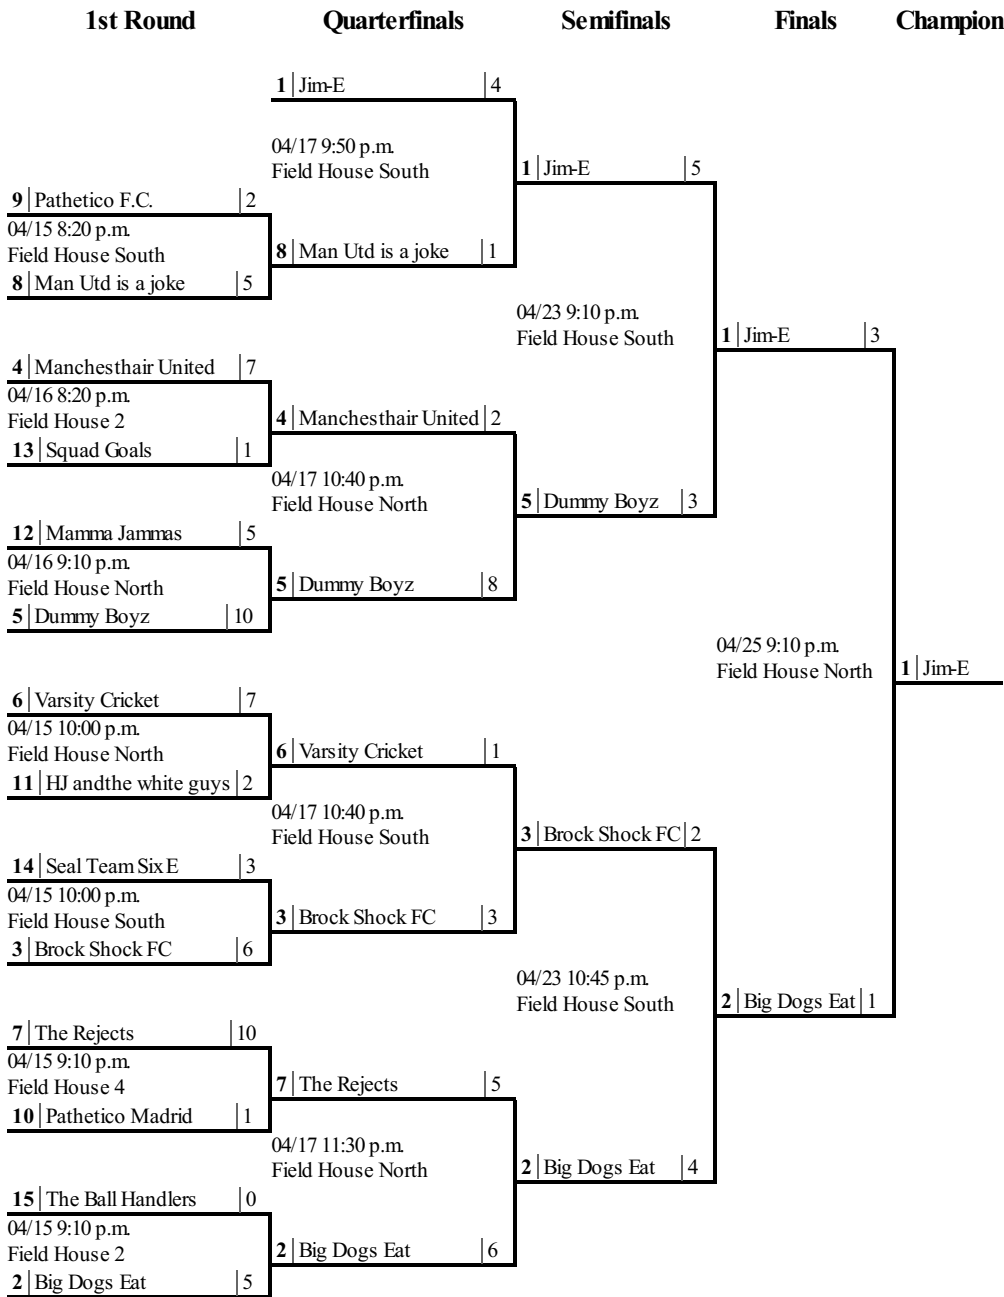 1st Round Quarterfinals Semifinals Finals Champion
1 Jim-E 4
04/17 9:50 p.m.
Field House South
1 Jim-E 5
9 Pathetico F.C. 2
04/15 8:20 p.m.
Field House South
8 Man Utd is a joke 1
8 Man Utd is a joke 5
04/23 9:10 p.m.
Field House South
1 Jim-E 3
4 Manchesthair United 7
04/16 8:20 p.m.
Field House 2
4 Manchesthair United 2
13 Squad Goals 1
04/17 10:40 p.m.
Field House North
5 Dummy Boyz 3
12 Mamma Jammas 5
04/16 9:10 p.m.
Field House North
5 Dummy Boyz 8
5 Dummy Boyz 10
04/25 9:10 p.m.
Field House North
1 Jim-E
6 Varsity Cricket 7
04/15 10:00 p.m.
Field House North
6 Varsity Cricket 1
11 HJ andthe white guys 2
04/17 10:40 p.m.
Field House South
3 Brock Shock FC 2
14 Seal Team Six E 3
04/15 10:00 p.m.
Field House South
3 Brock Shock FC 3
3 Brock Shock FC 6
04/23 10:45 p.m.
Field House South
2 Big Dogs Eat 1
7 The Rejects 10
04/15 9:10 p.m.
Field House 4
7 The Rejects 5
10 Pathetico Madrid 1
04/17 11:30 p.m.
Field House North
2 Big Dogs Eat 4
15 The Ball Handlers 0
04/15 9:10 p.m.
Field House 2
2 Big Dogs Eat 6
2 Big Dogs Eat 5